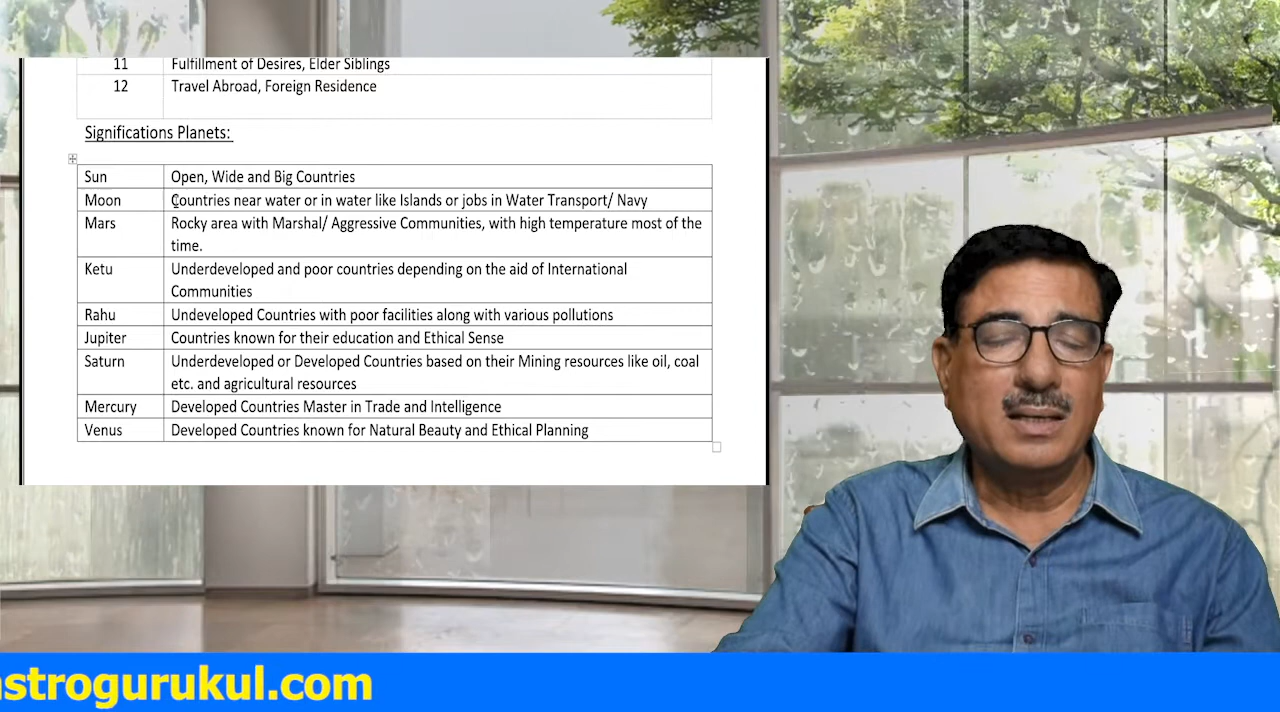 11 Fulfillment of Desires, Elder Siblings
12 Travel Abroad, Foreign Residence
Significations Planets:
Sun Open, Wide and Big Countries
Moon Countries near water or in water like Islands or jobs in Water Transport/ Navy
Mars Rocky area with Marshal/ Aggressive Communities, with high temperature most of the
time.
Ketu Underdeveloped and poor countries depending on the aid of International
Communities
Rahu Undeveloped Countries with poor facilities along with various pollutions
Jupiter Countries known for their education and Ethical Sense
Saturn Underdeveloped or Developed Countries based on their Mining resources like oil, coal
etc. and agricultural resources
Mercury Developed Countries Master in Trade and Intelligence
Venus Developed Countries known for Natural Beauty and Ethical Planning
astrogurukul.com